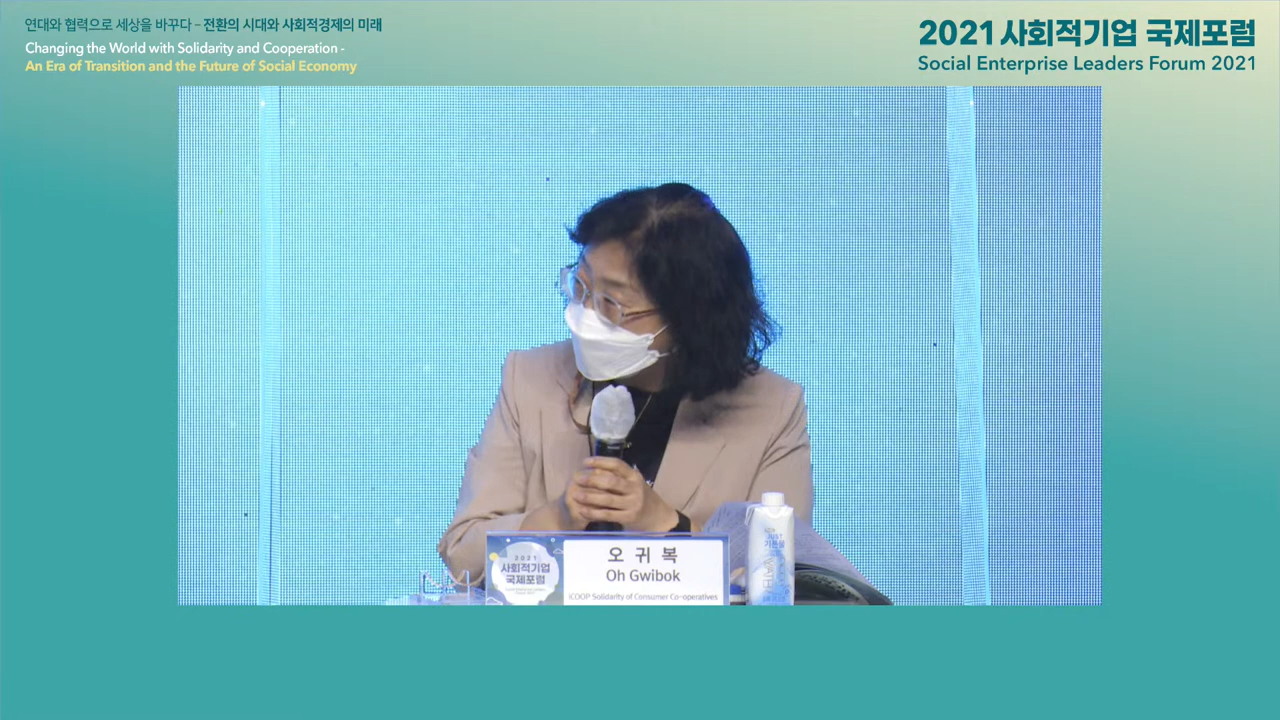 연대와 협력으로 세상을 바꾸다 – 전환의 시대와 사회적경제의 미래
Changing the World with Solidarity and Cooperation -
An Era of Transition and the Future of Social Economy
2021 사회적기업 국제포럼
Social Enterprise Leaders Forum 2021
2021
사회적기업
국제포럼
오귀복
Oh Gwibok
iCOOP Solidarity of Consumer Co-operatives
JUST
기픈물